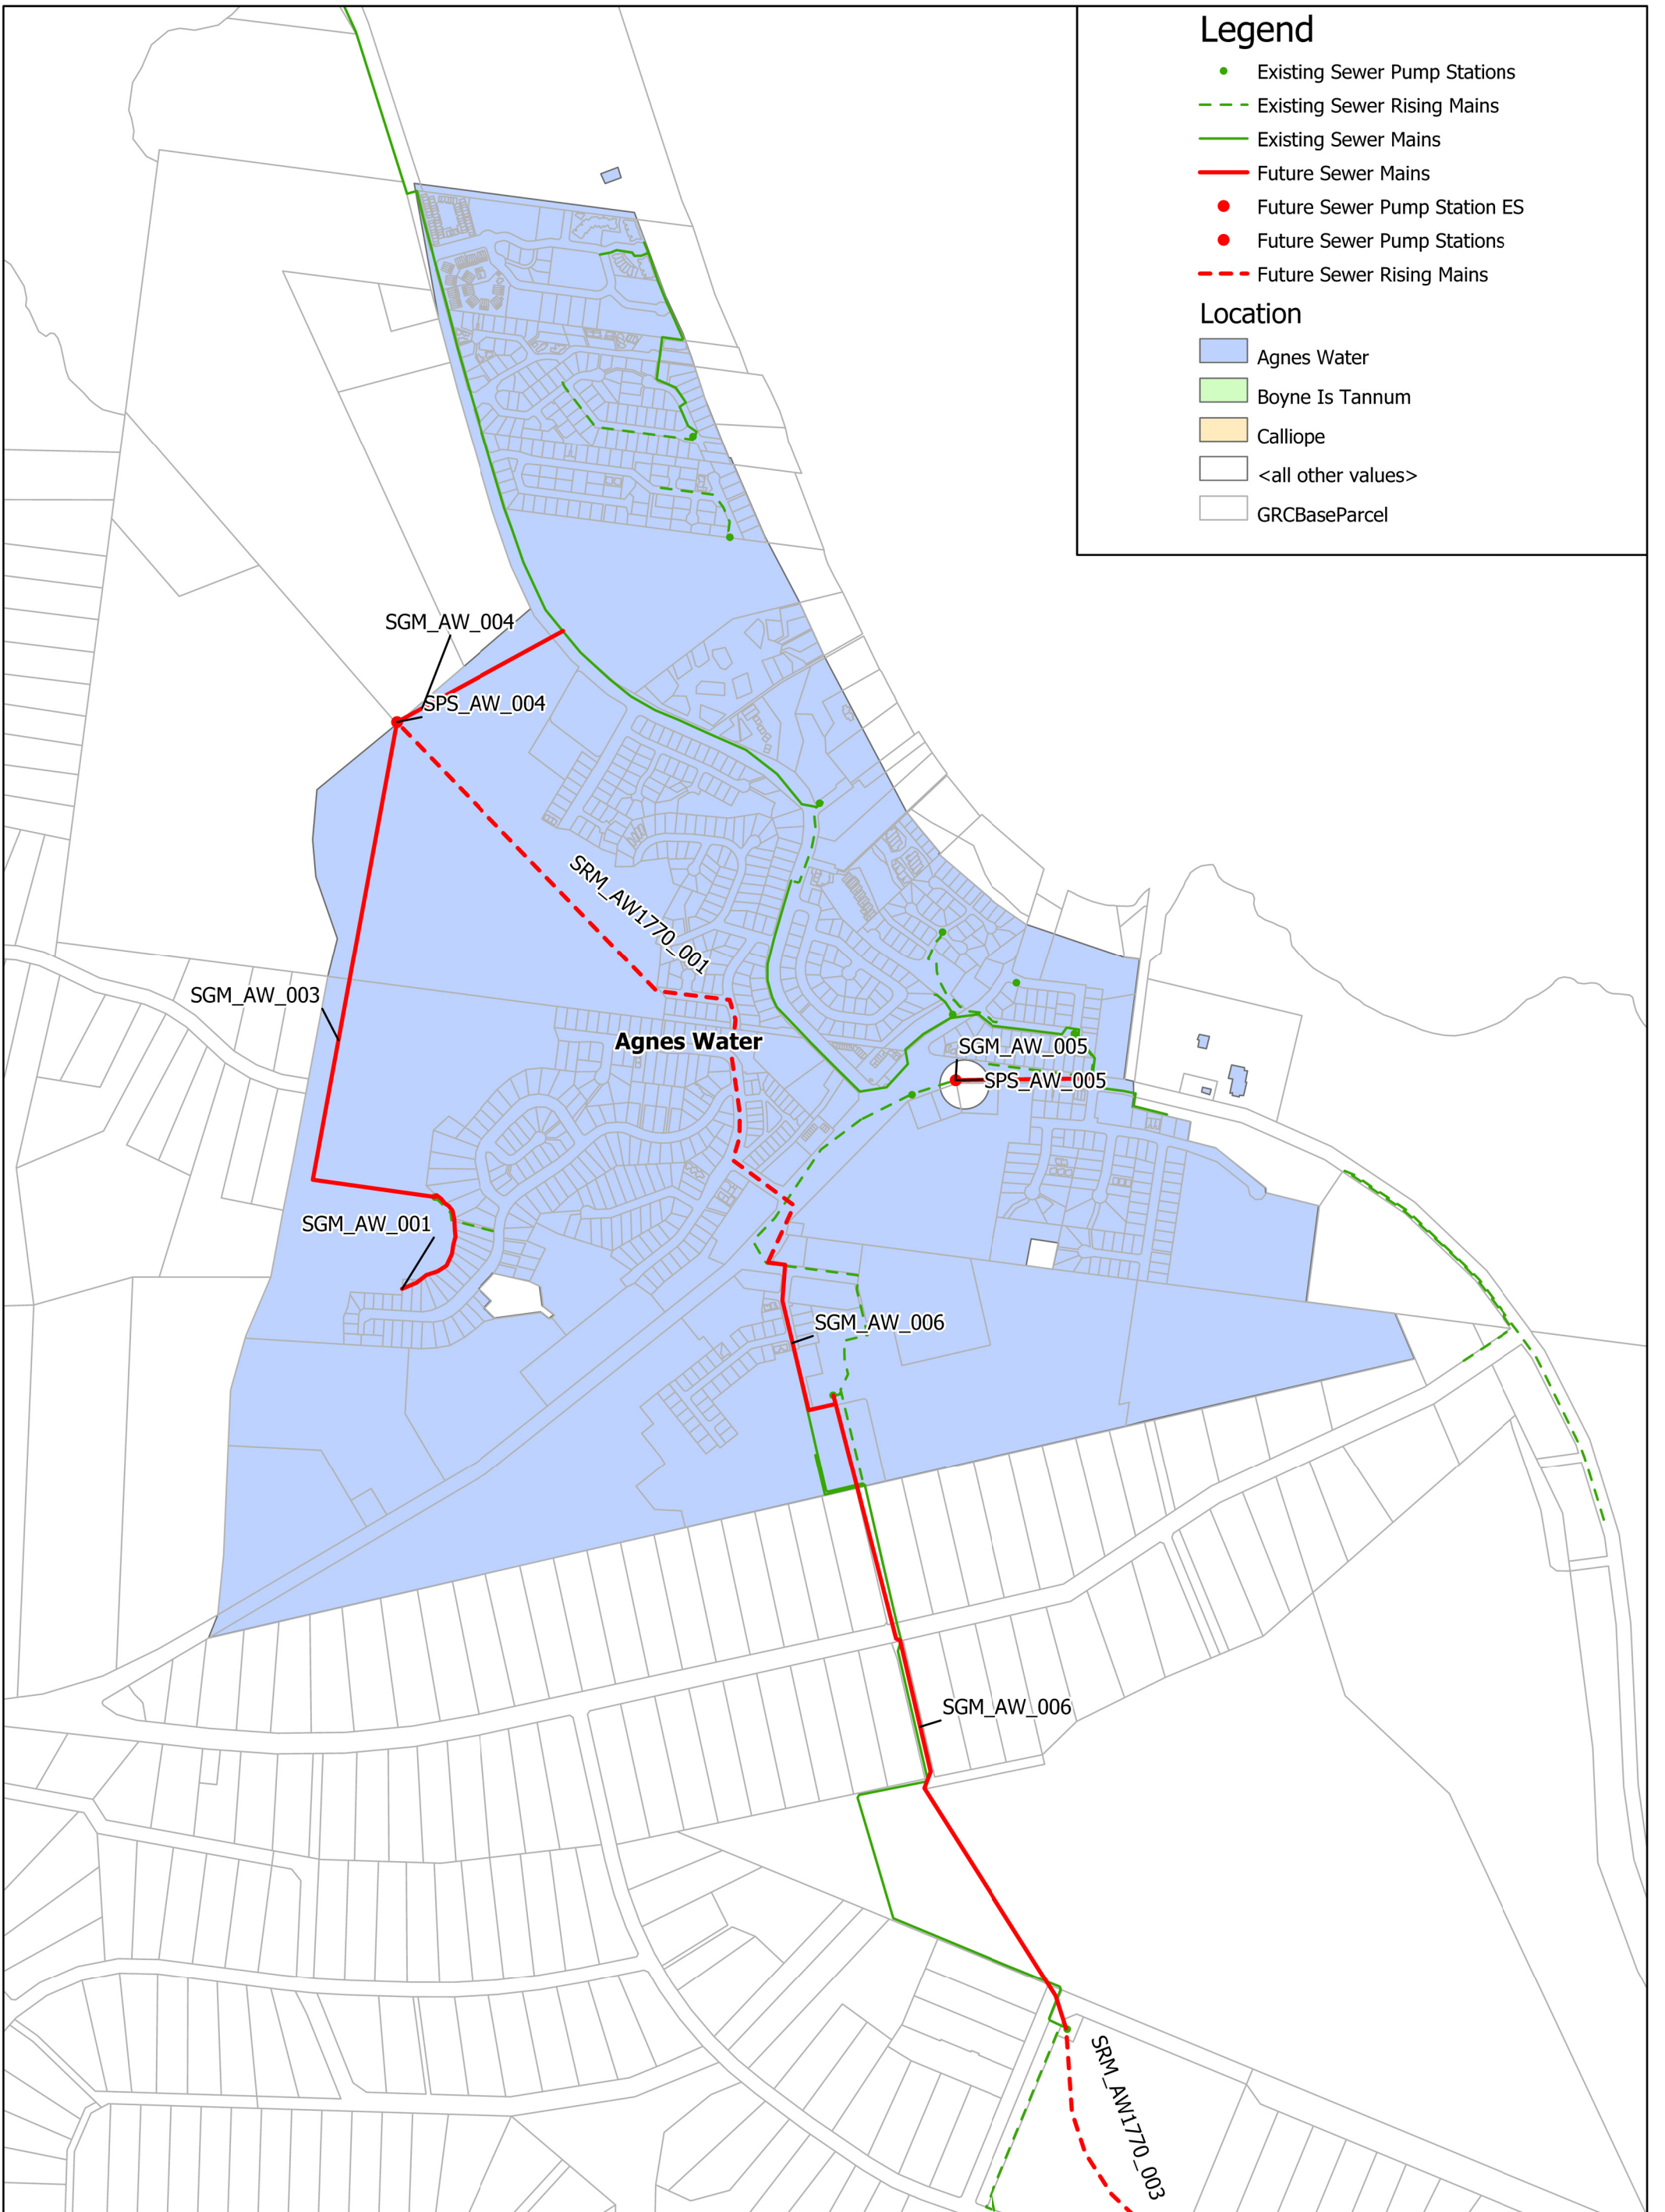 Legend
Existing Sewer Pump Stations
Existing Sewer Rising Mains
Existing Sewer Mains
Future Sewer Mains
Future Sewer Pump Station ES
Future Sewer Pump Stations
Future Sewer Rising Mains
Location
Agnes Water
Boyne Is Tannum
Calliope
<all other values>
GRCBaseParcel
SGM_AW_004
SPS_AW_004
SRM_AW1770_001
SGM_AW_003
Agnes Water
SGM_AW_005
SPS_AW_005
SGM_AW_001
SGM_AW_006
SGM_AW_006
SRM_AW1770_003